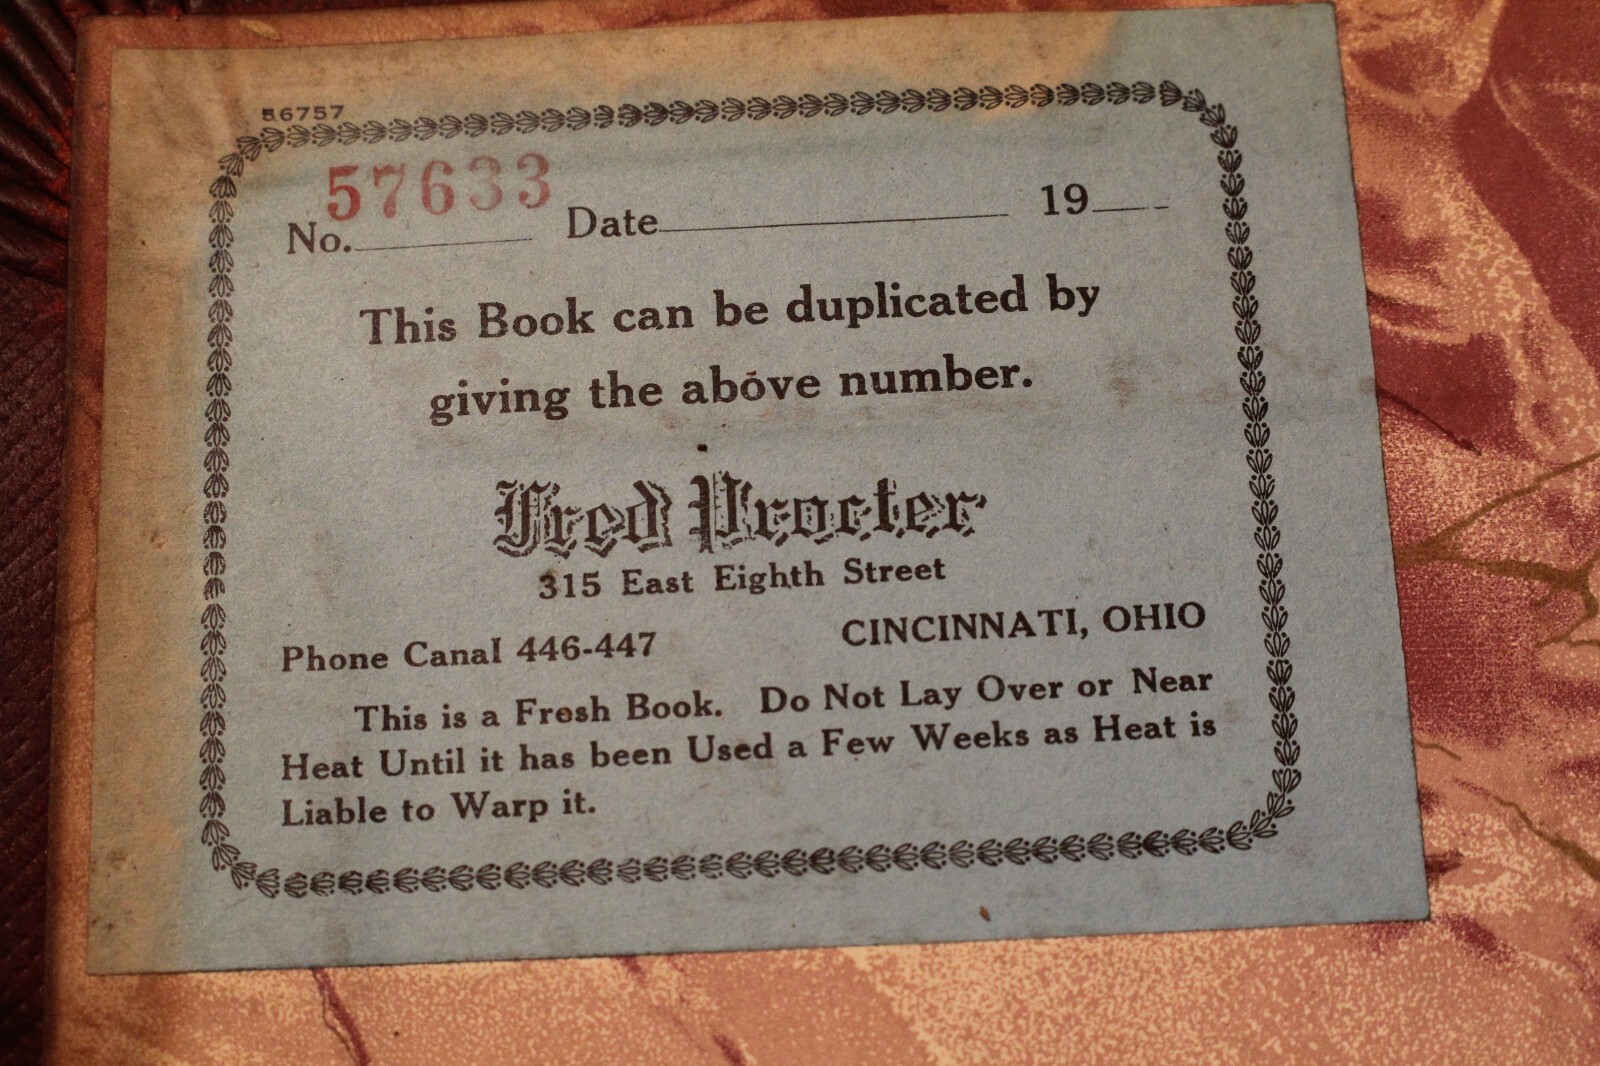 56757
57633
No. Date 19
This Book can be duplicated by
giving the above number.
Fred Procter
315 East Eighth Street
Phone Canal 446-447 CINCINNATI, OHIO
This is a Fresh Book. Do Not Lay Over or Near
Heat Until it has been Used a Few Weeks as Heat is
Liable to Warp it.